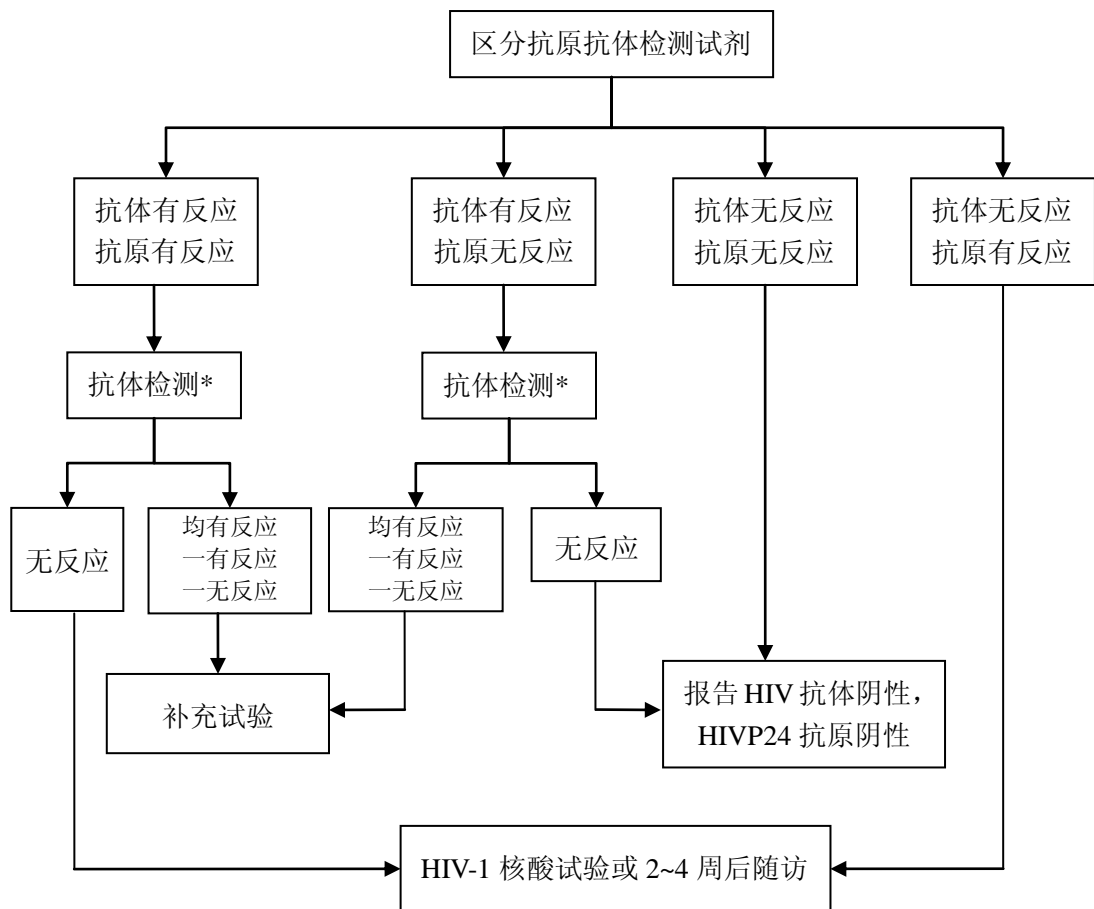 区分抗原抗体检测试剂
抗体有反应
抗原有反应
抗体有反应
抗原无反应
抗体无反应
抗原无反应
抗体无反应
抗原有反应
抗体检测*
抗体检测*
无反应
均有反应
一有反应
一无反应
均有反应
一有反应
一无反应
无反应
补充试验
报告 HIV 抗体阴性，
HIVP24 抗原阴性
HIV-1 核酸试验或 2~4 周后随访